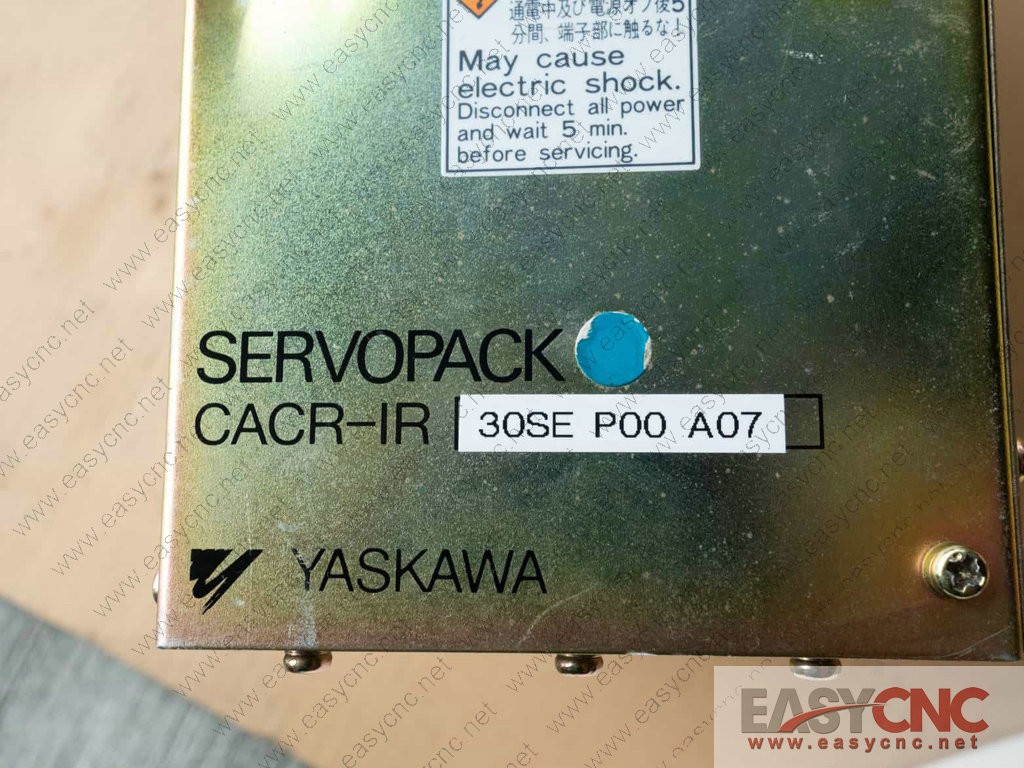 通電中及び電源オフ後5
分間、端子部に触るなよ
May cause
electric shock.
Disconnect all power
and wait 5 min.
before servicing.
SERVOPACK
CACR-IR 30SE P00 A07
YASKAWA
EASYCNC
www.easycnc.net